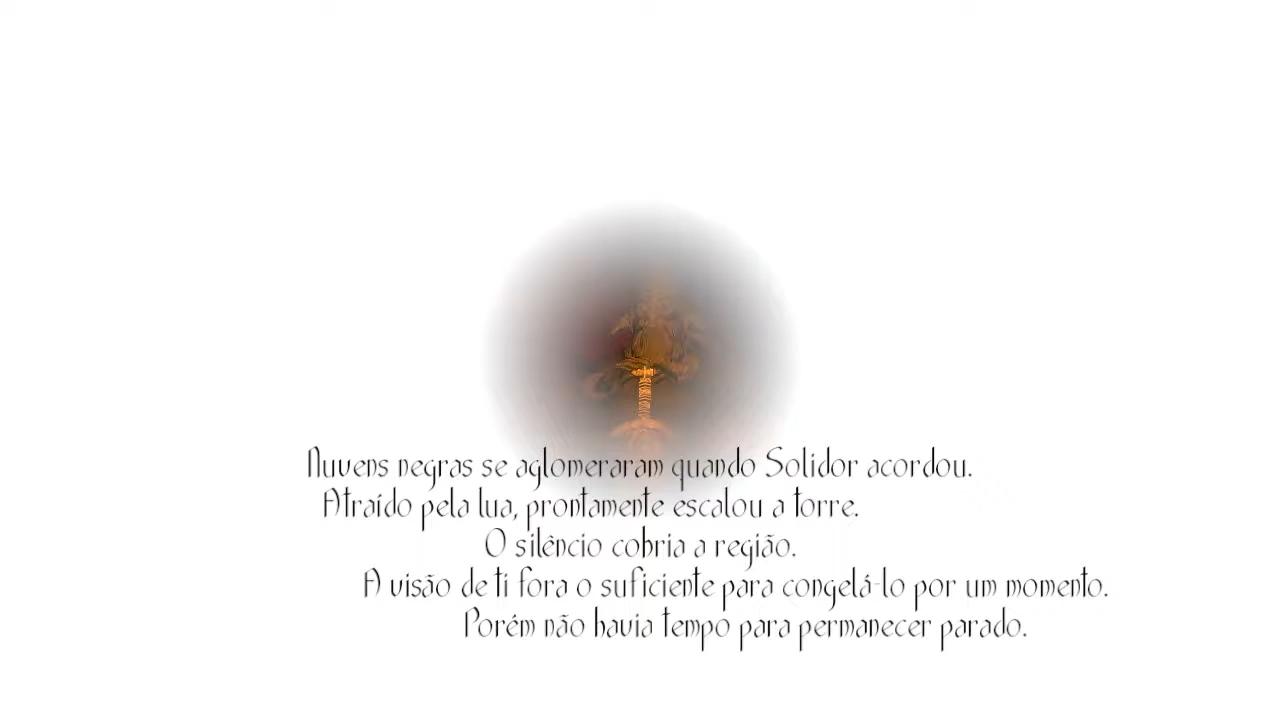 Nuvens negras se aglomeraram quando Solidor acordou.
Atraído pela lua, prontamente escalou a torre.
O silêncio cobria a região.
A visão de ti fora o suficiente para congelá-lo por um momento.
Porém não havia tempo para permanecer parado.